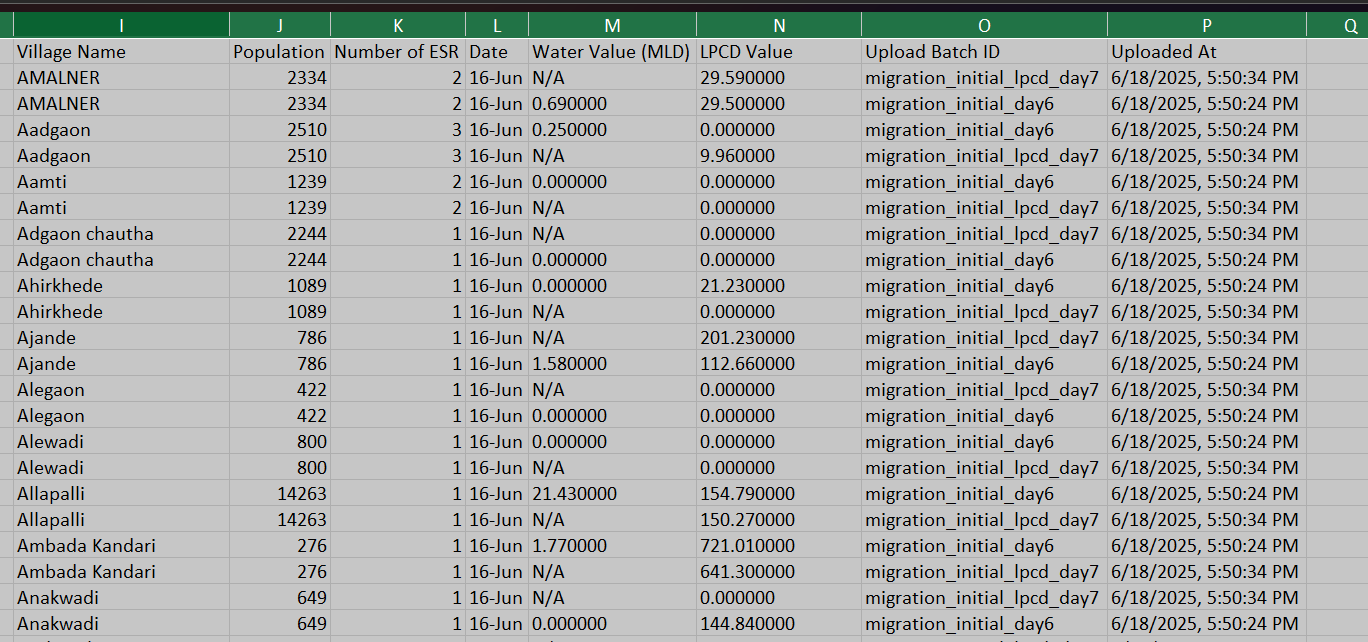 I J K L M N O P Q
Village Name Population Number of ESR Date Water Value (MLD) LPCD Value Upload Batch ID Uploaded At
AMALNER 2334 2 16-Jun N/A 29.590000 migration_initial_lpcd_day7 6/18/2025, 5:50:34 PM
AMALNER 2334 2 16-Jun 0.690000 29.500000 migration_initial_day6 6/18/2025, 5:50:24 PM
Aadgaon 2510 3 16-Jun 0.250000 0.000000 migration_initial_day6 6/18/2025, 5:50:24 PM
Aadgaon 2510 3 16-Jun N/A 9.960000 migration_initial_lpcd_day7 6/18/2025, 5:50:34 PM
Aamti 1239 2 16-Jun 0.000000 0.000000 migration_initial_day6 6/18/2025, 5:50:24 PM
Aamti 1239 2 16-Jun N/A 0.000000 migration_initial_lpcd_day7 6/18/2025, 5:50:34 PM
Adgaon chautha 2244 1 16-Jun N/A 0.000000 migration_initial_lpcd_day7 6/18/2025, 5:50:34 PM
Adgaon chautha 2244 1 16-Jun 0.000000 0.000000 migration_initial_day6 6/18/2025, 5:50:24 PM
Ahirkhede 1089 1 16-Jun 0.000000 21.230000 migration_initial_day6 6/18/2025, 5:50:24 PM
Ahirkhede 1089 1 16-Jun N/A 0.000000 migration_initial_lpcd_day7 6/18/2025, 5:50:34 PM
Ajande 786 1 16-Jun N/A 201.230000 migration_initial_lpcd_day7 6/18/2025, 5:50:34 PM
Ajande 786 1 16-Jun 1.580000 112.660000 migration_initial_day6 6/18/2025, 5:50:24 PM
Alegaon 422 1 16-Jun N/A 0.000000 migration_initial_lpcd_day7 6/18/2025, 5:50:34 PM
Alegaon 422 1 16-Jun 0.000000 0.000000 migration_initial_day6 6/18/2025, 5:50:24 PM
Alewadi 800 1 16-Jun 0.000000 0.000000 migration_initial_day6 6/18/2025, 5:50:24 PM
Alewadi 800 1 16-Jun N/A 0.000000 migration_initial_lpcd_day7 6/18/2025, 5:50:34 PM
Allapalli 14263 1 16-Jun 21.430000 154.790000 migration_initial_day6 6/18/2025, 5:50:24 PM
Allapalli 14263 1 16-Jun N/A 150.270000 migration_initial_lpcd_day7 6/18/2025, 5:50:34 PM
Ambada Kandari 276 1 16-Jun 1.770000 721.010000 migration_initial_day6 6/18/2025, 5:50:24 PM
Ambada Kandari 276 1 16-Jun N/A 641.300000 migration_initial_lpcd_day7 6/18/2025, 5:50:34 PM
Anakwadi 649 1 16-Jun N/A 0.000000 migration_initial_lpcd_day7 6/18/2025, 5:50:34 PM
Anakwadi 649 1 16-Jun 0.000000 144.840000 migration_initial_day6 6/18/2025, 5:50:24 PM